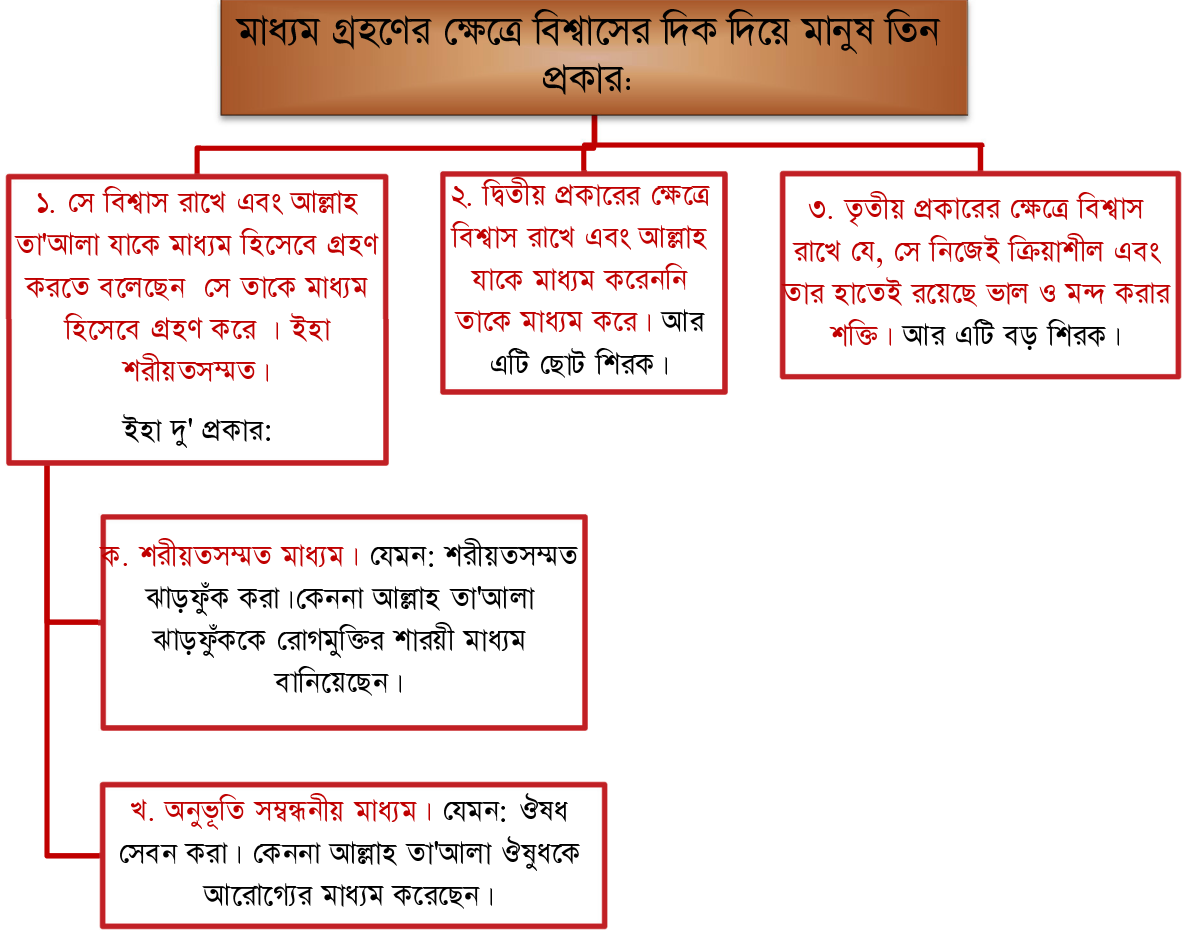 মাধ্যম গ্রহণের ক্ষেত্রে বিশ্বাসের দিক দিয়ে মানুষ তিন
প্রকার:
১. সে বিশ্বাস রাখে এবং আল্লাহ
তা'আলা যাকে মাধ্যম হিসেবে গ্রহণ
করতে বলেছেন সে তাকে মাধ্যম
হিসেবে গ্রহণ করে । ইহা
শরীয়তসম্মত।
ইহা দু' প্রকার:
২. দ্বিতীয় প্রকারের ক্ষেত্রে
বিশ্বাস রাখে এবং আল্লাহ
যাকে মাধ্যম করেননি
তাকে মাধ্যম করে। আর
এটি ছোট শিরক।
৩. তৃতীয় প্রকারের ক্ষেত্রে বিশ্বাস
রাখে যে, সে নিজেই ক্রিয়াশীল এবং
তার হাতেই রয়েছে ভাল ও মন্দ করার
শক্তি। আর এটি বড় শিরক।
ক. শরীয়তসম্মত মাধ্যম। যেমন: শরীয়তসম্মত
ঝাড়ফুঁক করা।কেননা আল্লাহ তা'আলা
ঝাড়ফুঁককে রোগমুক্তির শারয়ী মাধ্যম
বানিয়েছেন।
খ. অনুভূতি সম্বন্ধনীয় মাধ্যম। যেমন: ঔষধ
সেবন করা। কেননা আল্লাহ তা'আলা ঔষুধকে
আরোগ্যের মাধ্যম করেছেন।